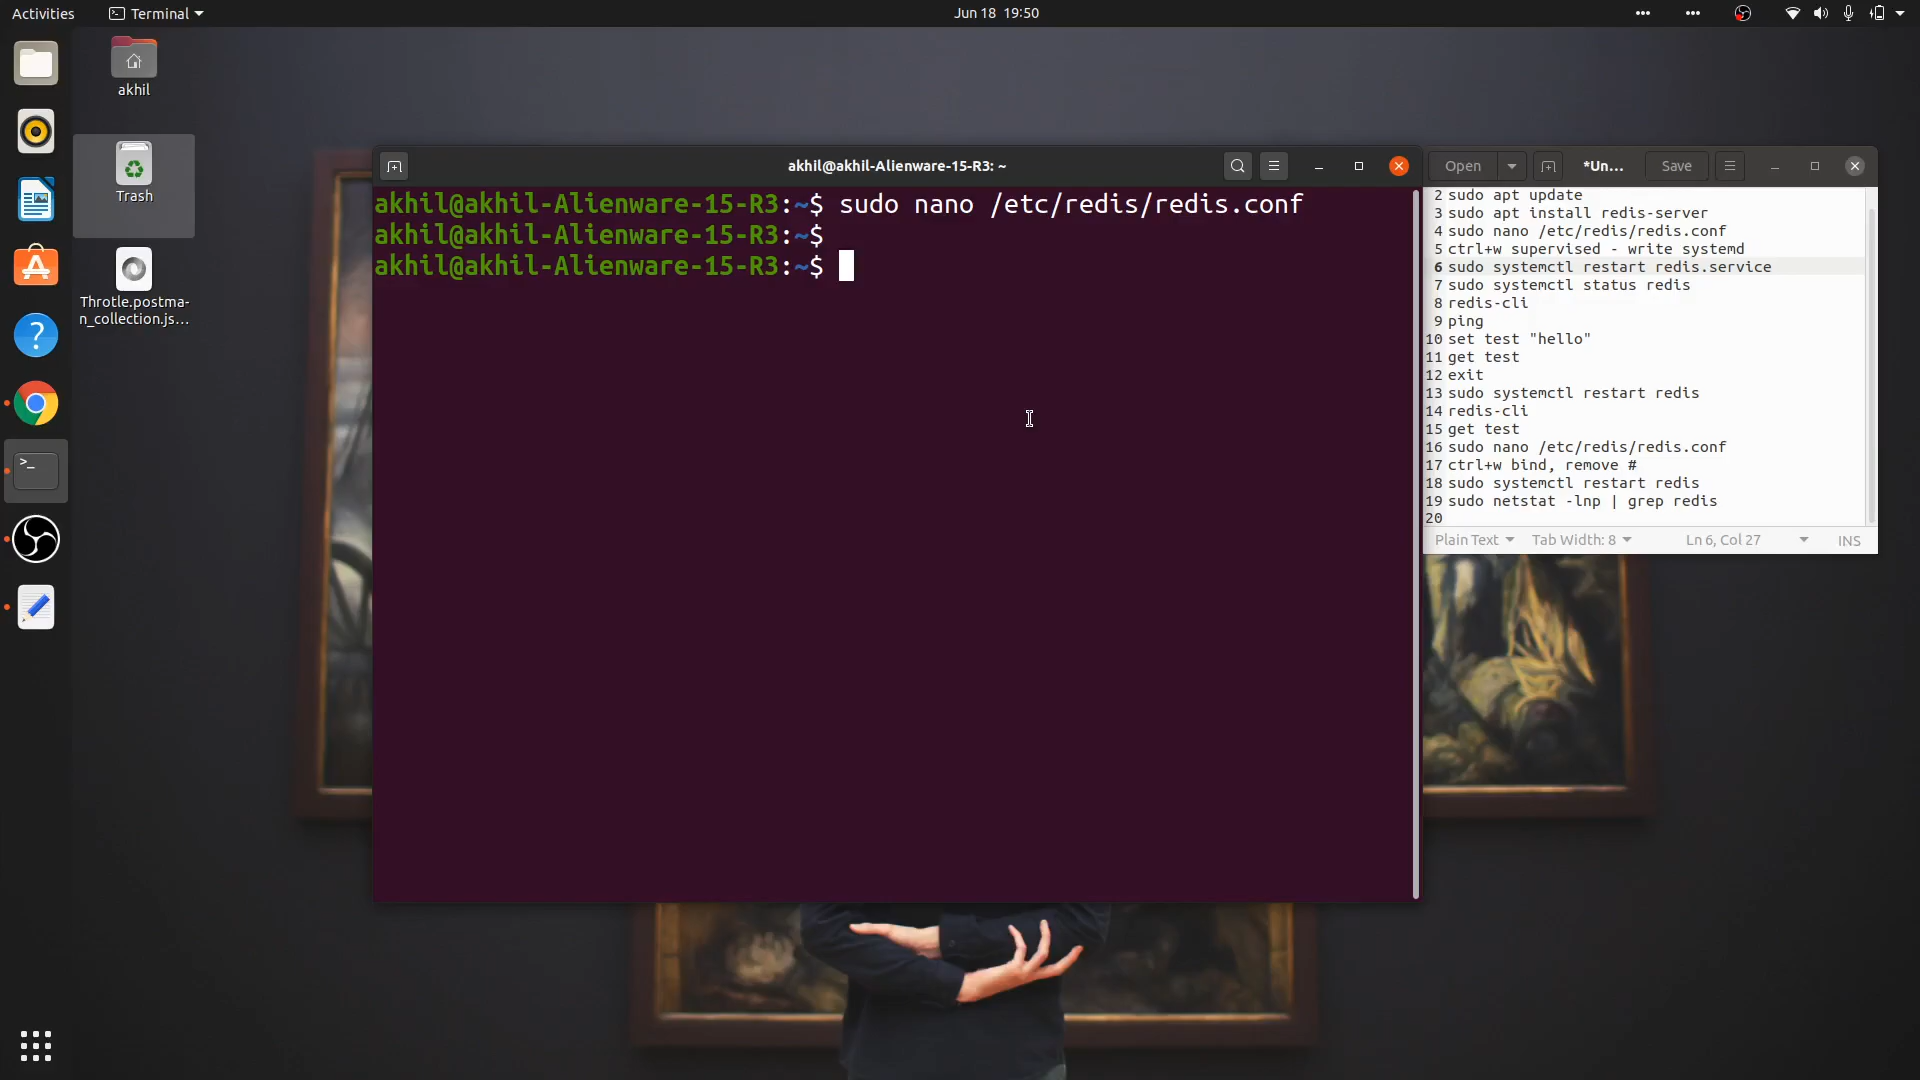 Activities
Terminal
Jun 18 19:50
akhil
Trash
Throtle.postma-
n_collection.js...
akhil@akhil-Alienware-15-R3: ~
akhil@akhil-Alienware-15-R3:~$ sudo nano /etc/redis/redis.conf
akhil@akhil-Alienware-15-R3:~$
akhil@akhil-Alienware-15-R3:~$
Open
*Un...
Save
2 sudo apt update
3 sudo apt install redis-server
4 sudo nano /etc/redis/redis.conf
5 ctrl+w supervised - write systemd
6 sudo systemctl restart redis.service
7 sudo systemctl status redis
8 redis-cli
9 ping
10 set test "hello"
11 get test
12 exit
13 sudo systemctl restart redis
14 redis-cli
15 get test
16 sudo nano /etc/redis/redis.conf
17 ctrl+w bind, remove #
18 sudo systemctl restart redis
19 sudo netstat -lnp | grep redis
20
Plain Text
Tab Width: 8
Ln 6, Col 27
INS